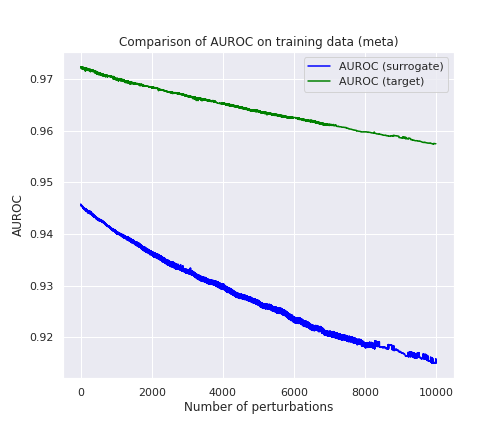 Comparison of AUROC on training data (meta)
AUROC (surrogate)
AUROC (target)
AUROC
0.97
0.96
0.95
0.94
0.93
0.92
0 2000 4000 6000 8000 10000
Number of perturbations